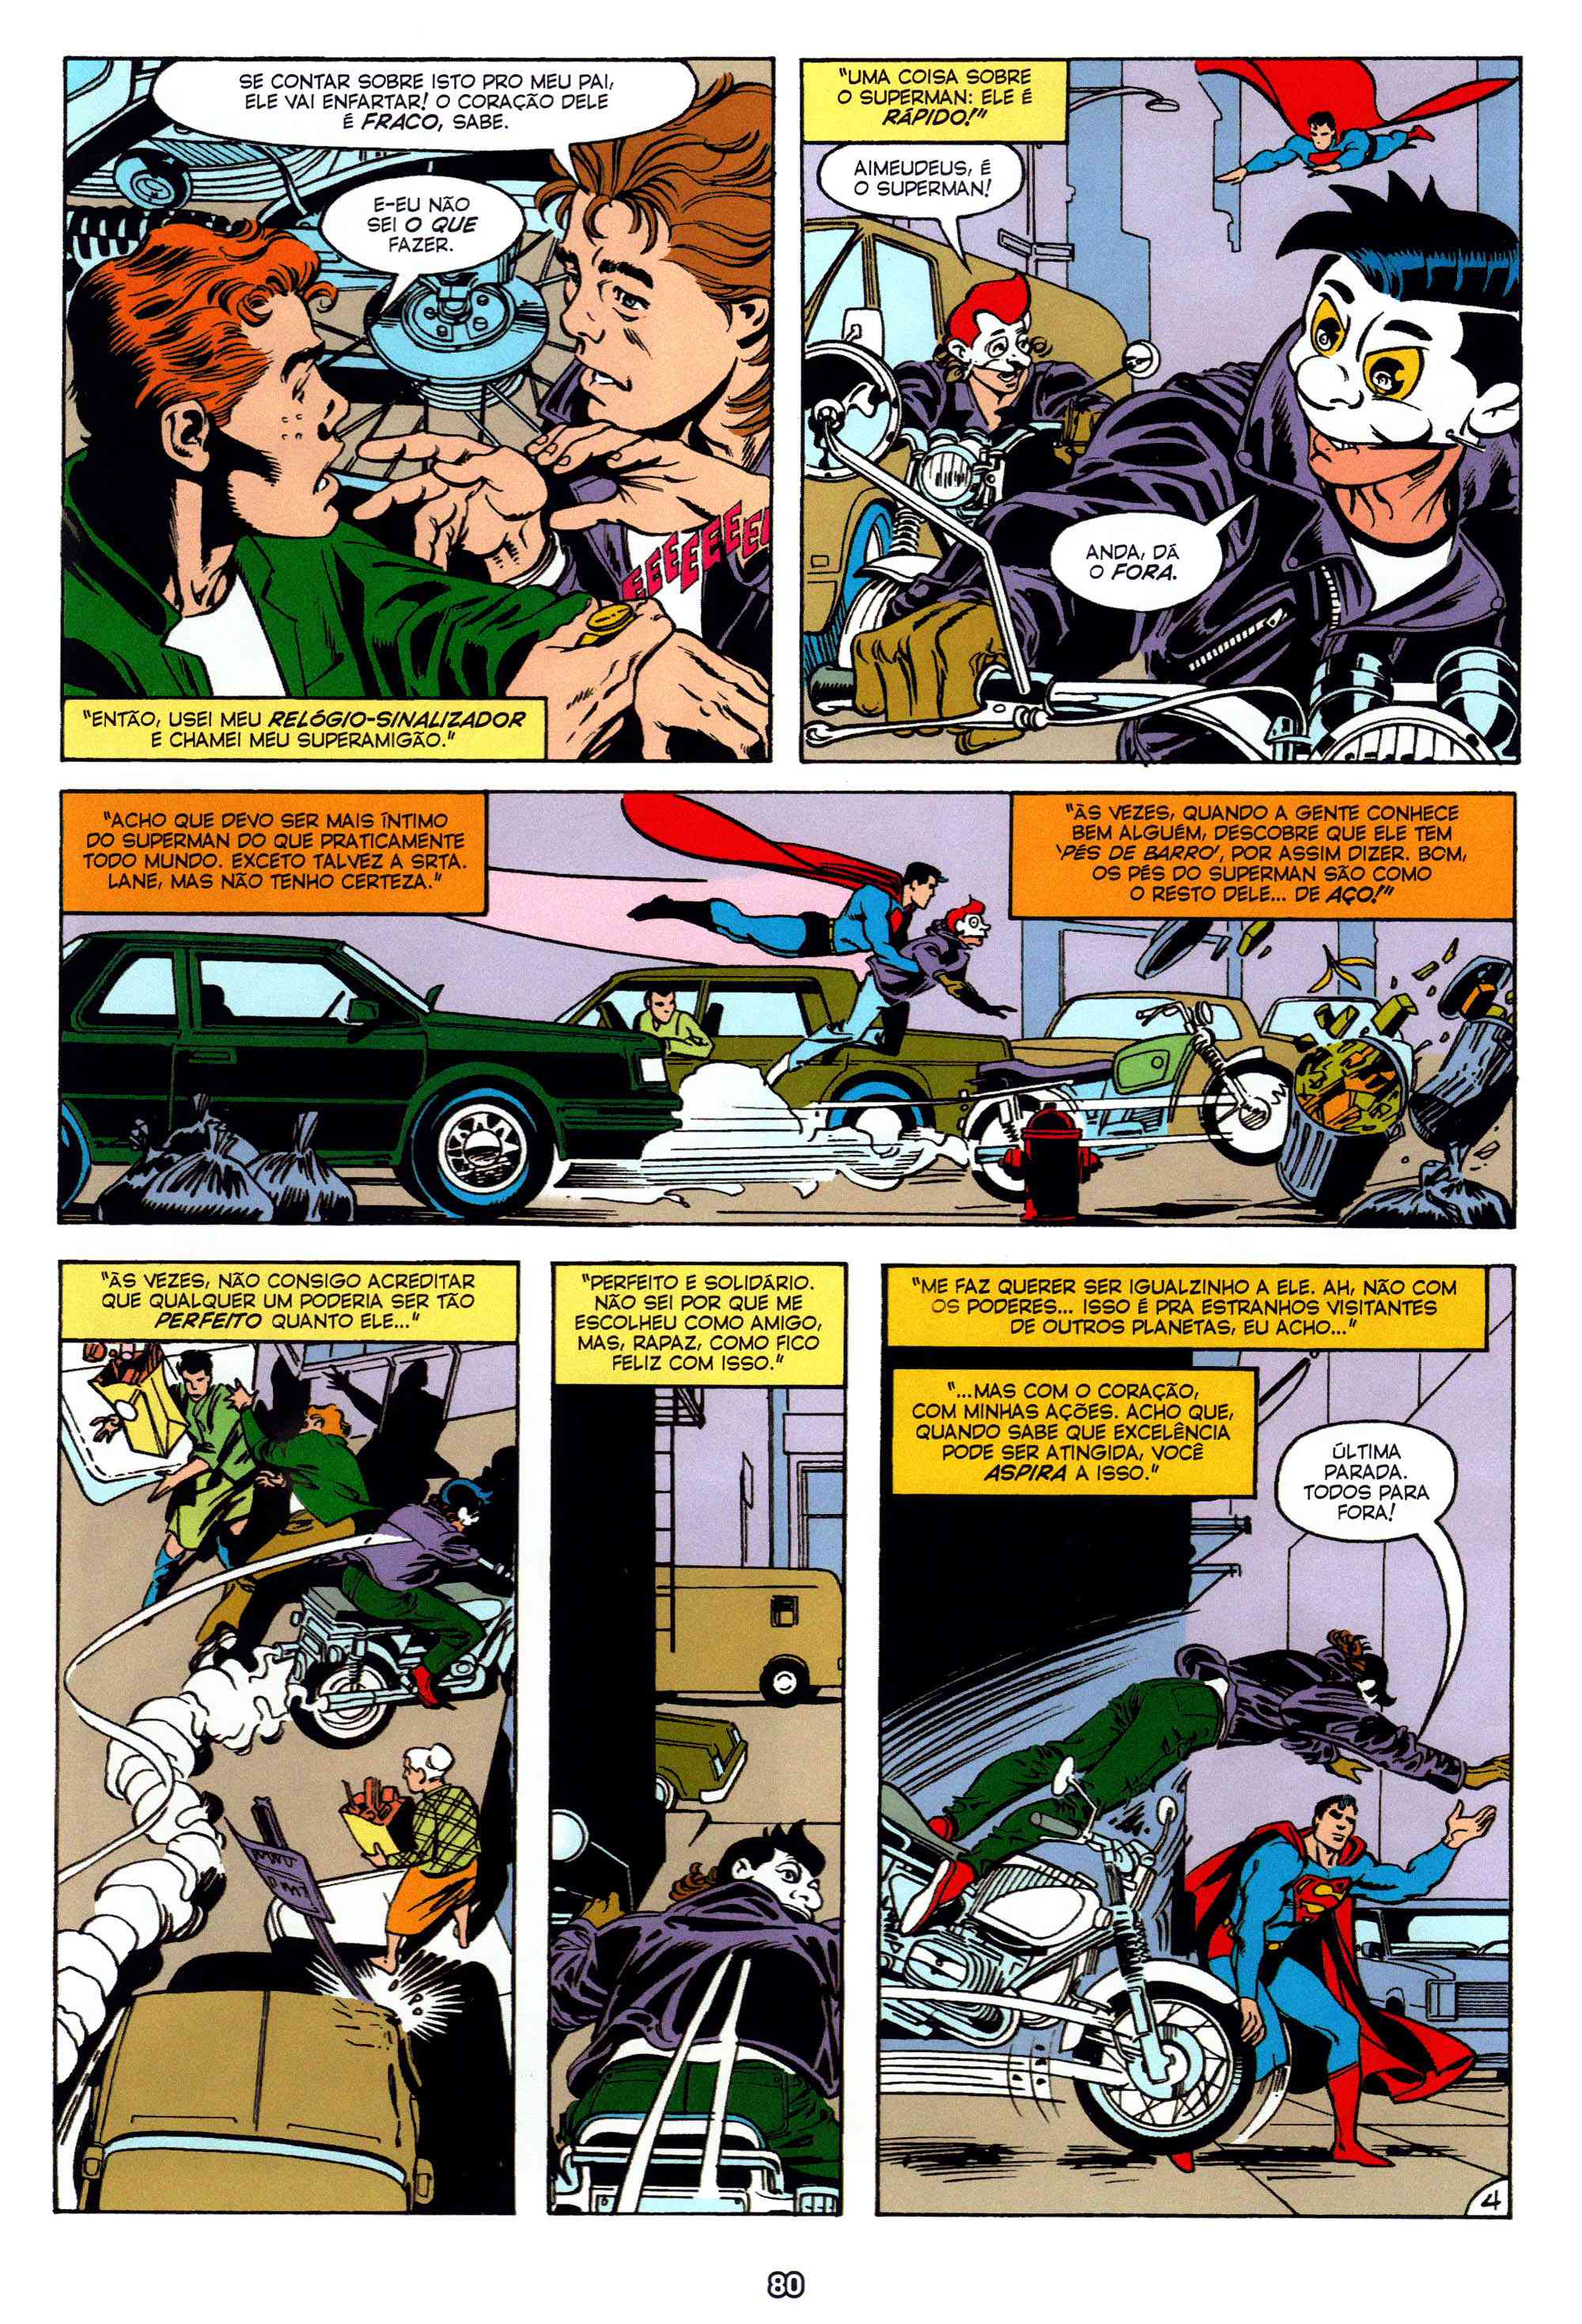 SE CONTAR SOBRE ISTO PRO MEU PAI,
ELE VAI ENFARTAR! O CORAÇÃO DELE
É FRACO, SABE.
E-EU NÃO
SEI O QUE
FAZER.
EEEEEEEE
"ENTÃO, USEI MEU RELÓGIO-SINALIZADOR
E CHAMEI MEU SUPERAMIGÃO."
"UMA COISA SOBRE
O SUPERMAN: ELE É
RÁPIDO!"
AIMEUDEUS, É
O SUPERMAN!
ANDA, DÁ
O FORA.
"ACHO QUE DEVO SER MAIS ÍNTIMO
DO SUPERMAN DO QUE PRATICAMENTE
TODO MUNDO. EXCETO TALVEZ A SRTA.
LANE, MAS NÃO TENHO CERTEZA."
"ÀS VEZES, QUANDO A GENTE CONHECE
BEM ALGUÉM, DESCOBRE QUE ELE TEM
'PÉS DE BARRO', POR ASSIM DIZER. BOM,
OS PÉS DO SUPERMAN SÃO COMO
O RESTO DELE... DE AÇO!"
"ÀS VEZES, NÃO CONSIGO ACREDITAR
QUE QUALQUER UM PODERIA SER TÃO
PERFEITO QUANTO ELE..."
"PERFEITO E SOLIDÁRIO.
NÃO SEI POR QUE ME
ESCOLHEU COMO AMIGO,
MAS, RAPAZ, COMO FICO
FELIZ COM ISSO."
"ME FAZ QUERER SER IGUALZINHO A ELE. AH, NÃO COM
OS PODERES... ISSO É PRA ESTRANHOS VISITANTES
DE OUTROS PLANETAS, EU ACHO..."
"...MAS COM O CORAÇÃO,
COM MINHAS AÇÕES. ACHO QUE,
QUANDO SABE QUE EXCELÊNCIA
PODE SER ATINGIDA, VOCÊ
ASPIRA A ISSO."
ÚLTIMA
PARADA.
TODOS PARA
FORA!
4
80